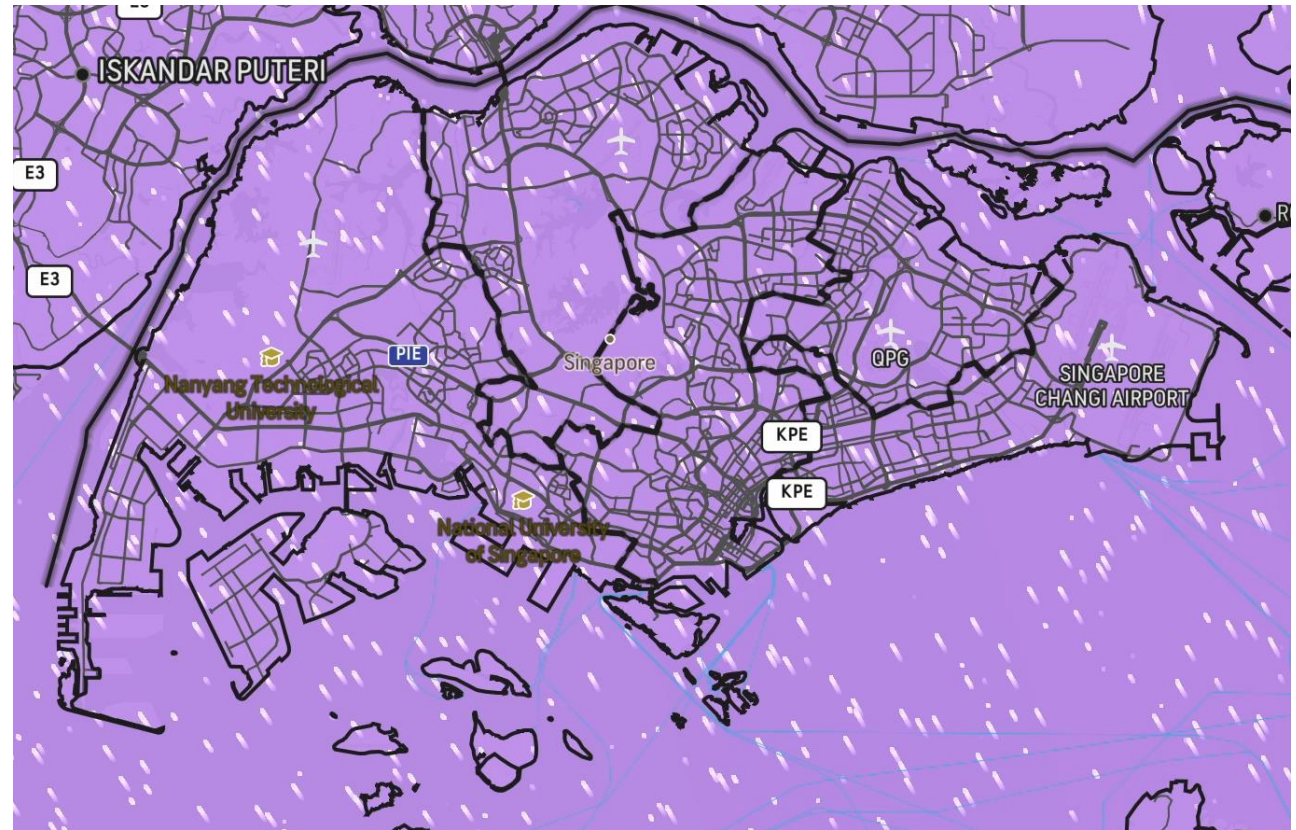 ISKANDAR PUTERI
E3
E3
PIE
Singapore
QPG
Nanyang Technological
University
SINGAPORE
CHANGI AIRPORT
KPE
KPE
National University
of Singapore